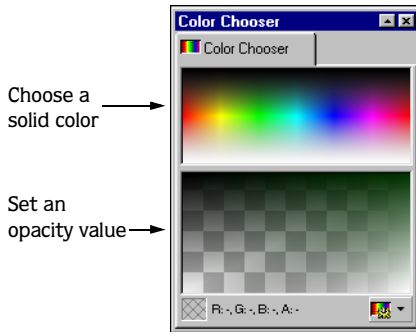 Color Chooser
Color Chooser
Choose a
solid color
Set an
opacity value
R: -, G: -, B: -, A: -